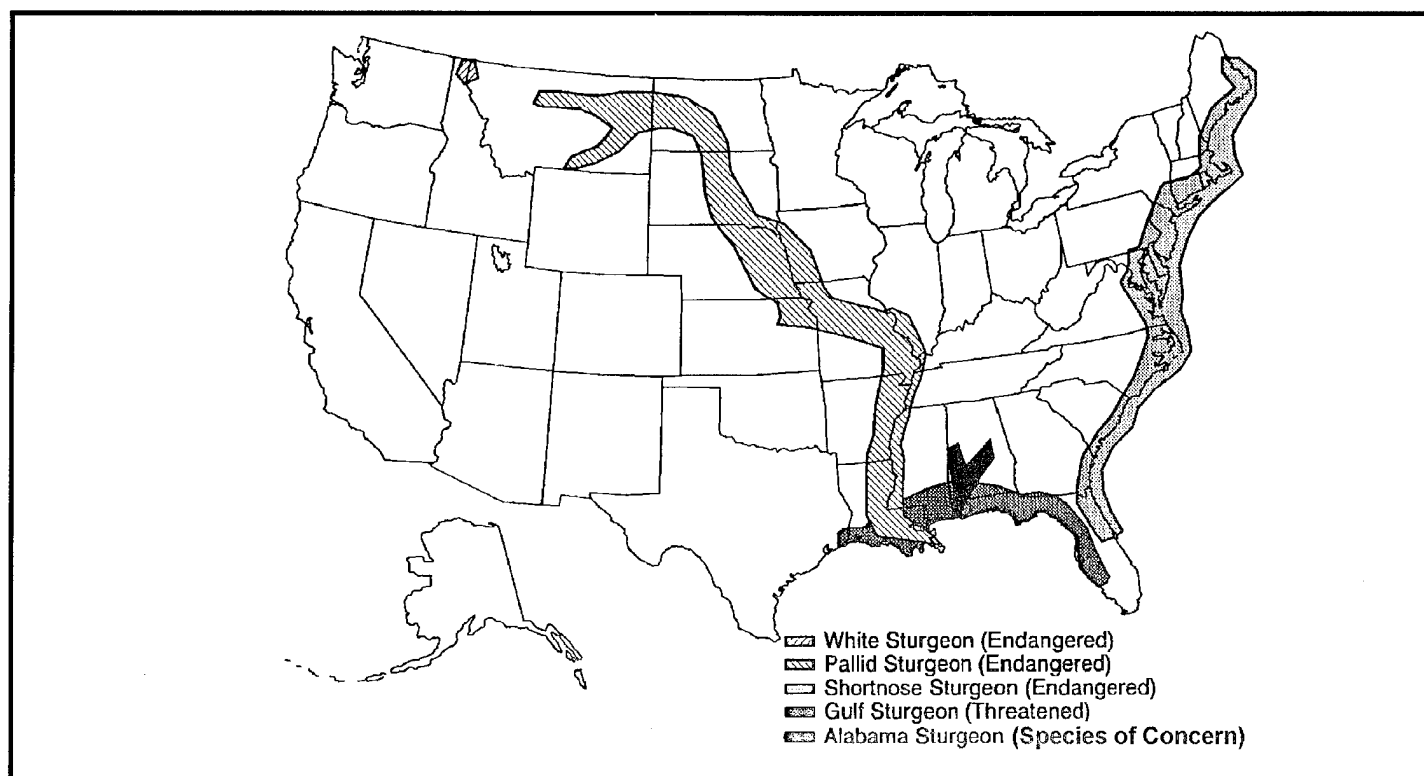 White Sturgeon (Endangered)
Pallid Sturgeon (Endangered)
Shortnose Sturgeon (Endangered)
Gulf Sturgeon (Threatened)
Alabama Sturgeon (Species of Concern)